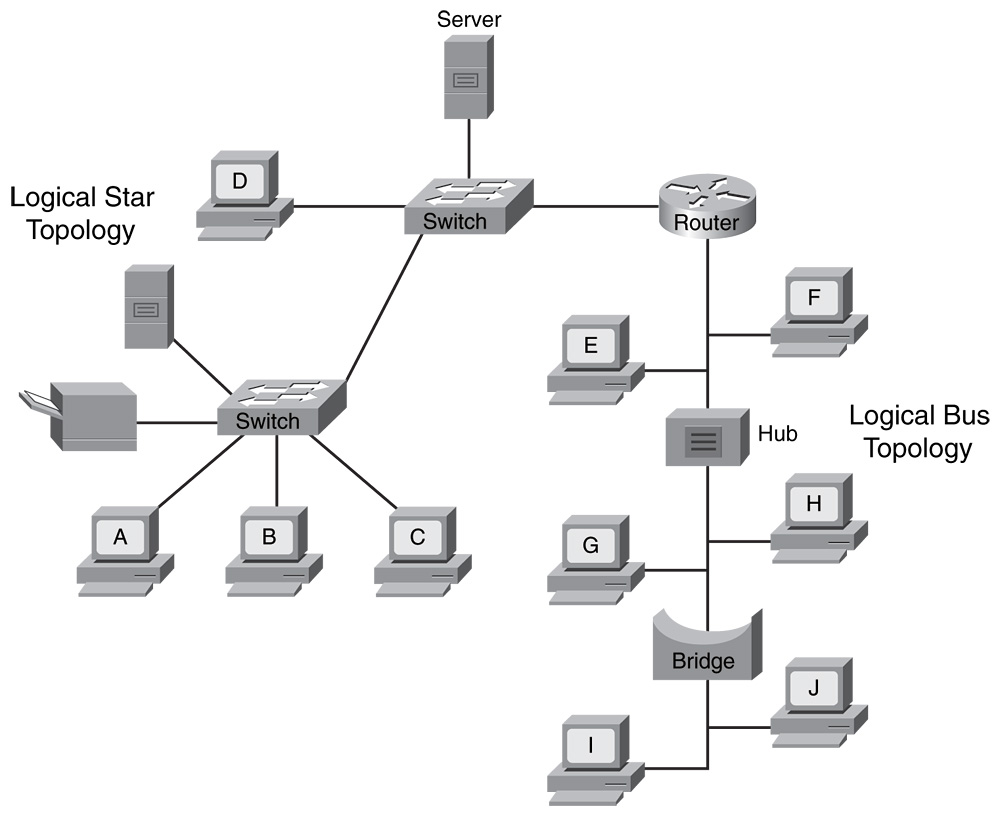 Server
D
Logical Star
Topology
Switch
Router
F
E
Switch
Hub
Logical Bus
Topology
A
B
C
G
H
Bridge
J
I